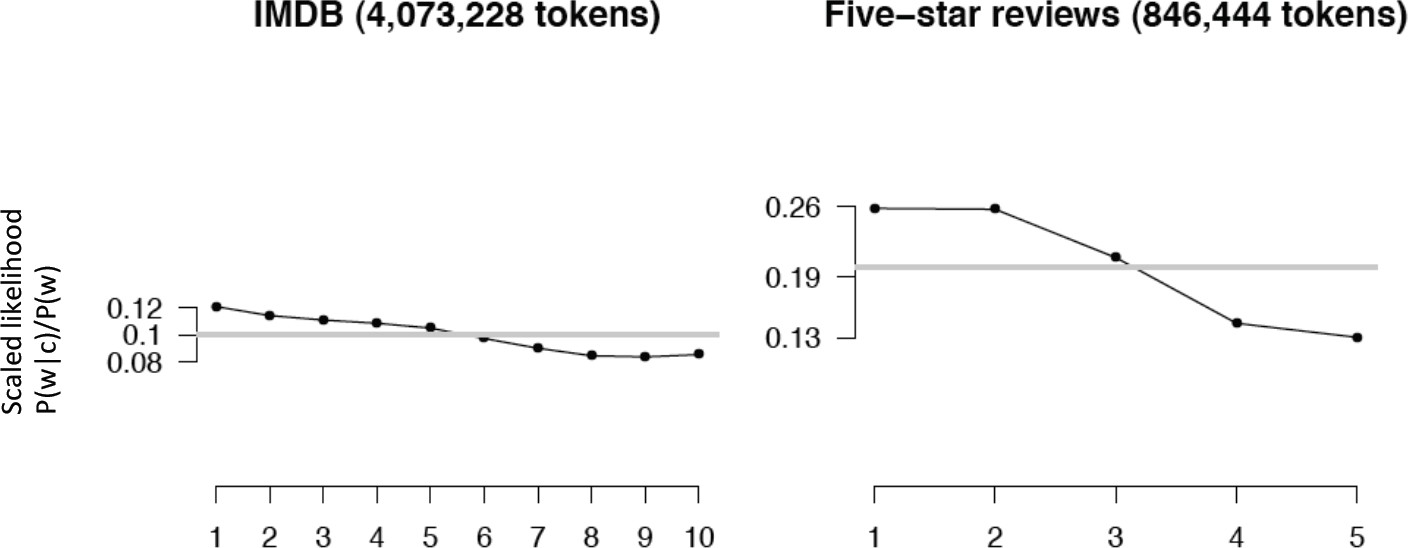 IMDB (4,073,228 tokens)
Five−star reviews (846,444 tokens)
Scaled likelihood
P(w|c)/P(w)
0.12
0.1
0.08
1 2 3 4 5 6 7 8 9 10
0.26
0.19
0.13
1 2 3 4 5